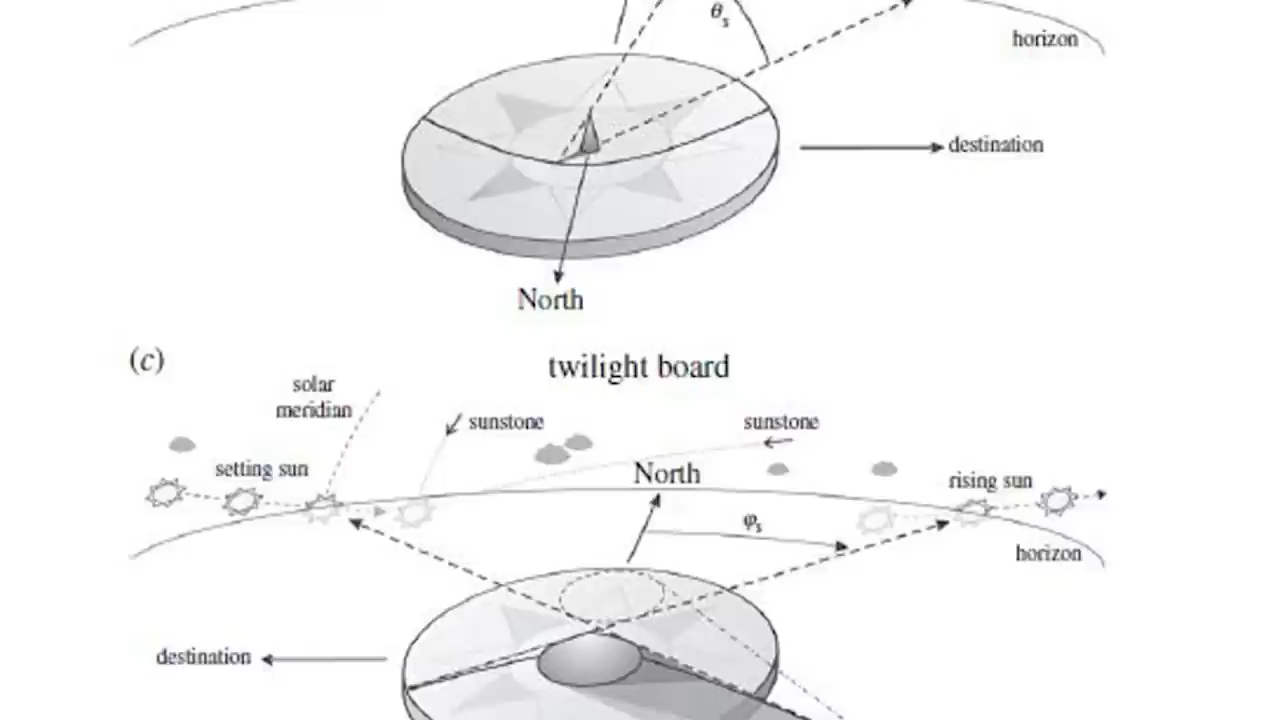 θs
horizon
destination
North
(c)
twilight board
solar
meridian
sunstone
sunstone
setting sun
North
rising sun
φs
horizon
destination